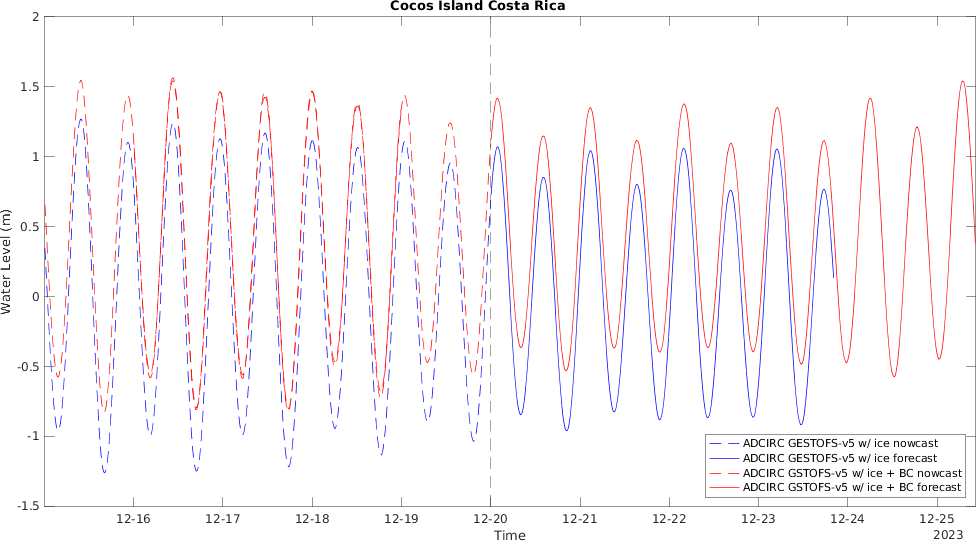 Cocos Island Costa Rica
2
1.5
1
0.5
0
-0.5
-1
-1.5
Water Level (m)
ADCIRC GESTOFS-v5 w/ ice nowcast
ADCIRC GESTOFS-v5 w/ ice forecast
ADCIRC GSTOFS-v5 w/ ice + BC nowcast
ADCIRC GSTOFS-v5 w/ ice + BC forecast
12-16 12-17 12-18 12-19 12-20 12-21 12-22 12-23 12-24 12-25
Time
2023